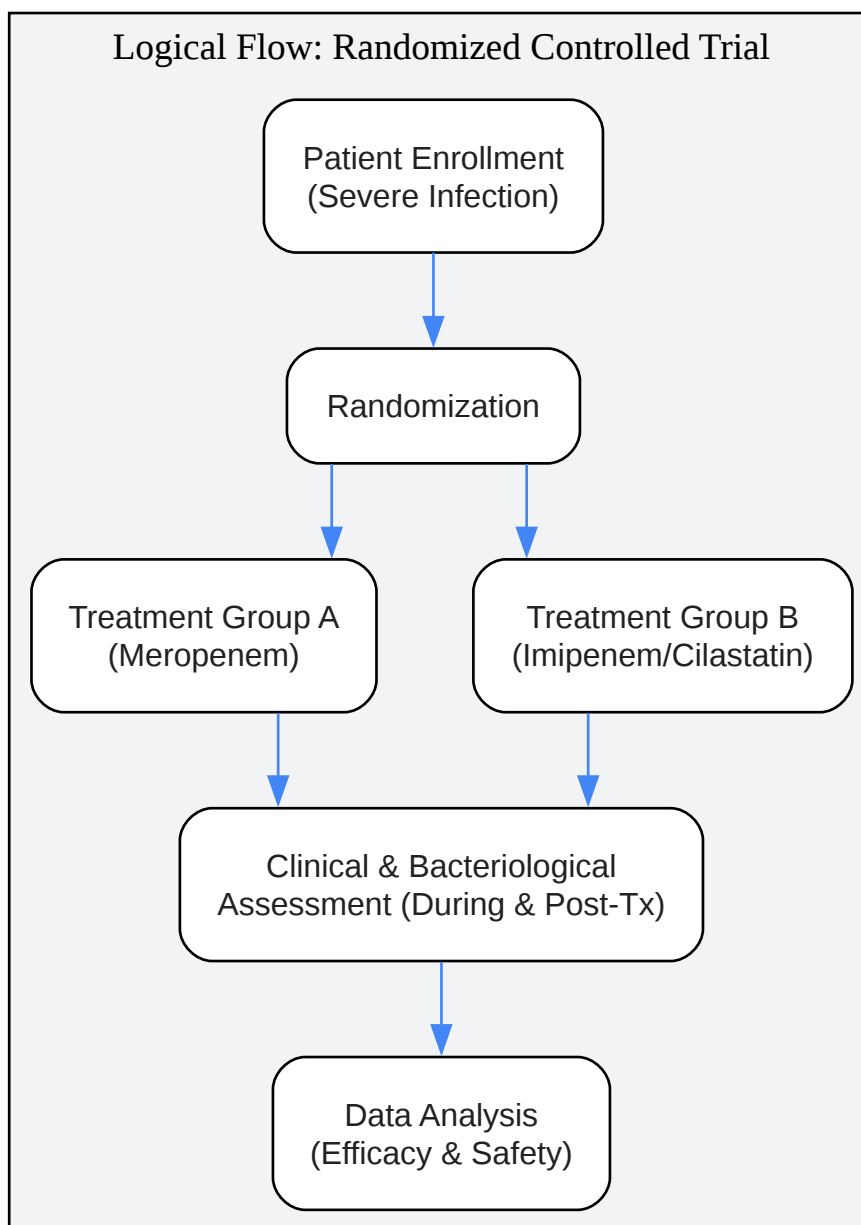 Logical Flow: Randomized Controlled Trial
Patient Enrollment
(Severe Infection)
Randomization
Treatment Group A
(Meropenem)
Treatment Group B
(Imipenem/Cilastatin)
Clinical & Bacteriological
Assessment (During & Post-Tx)
Data Analysis
(Efficacy & Safety)